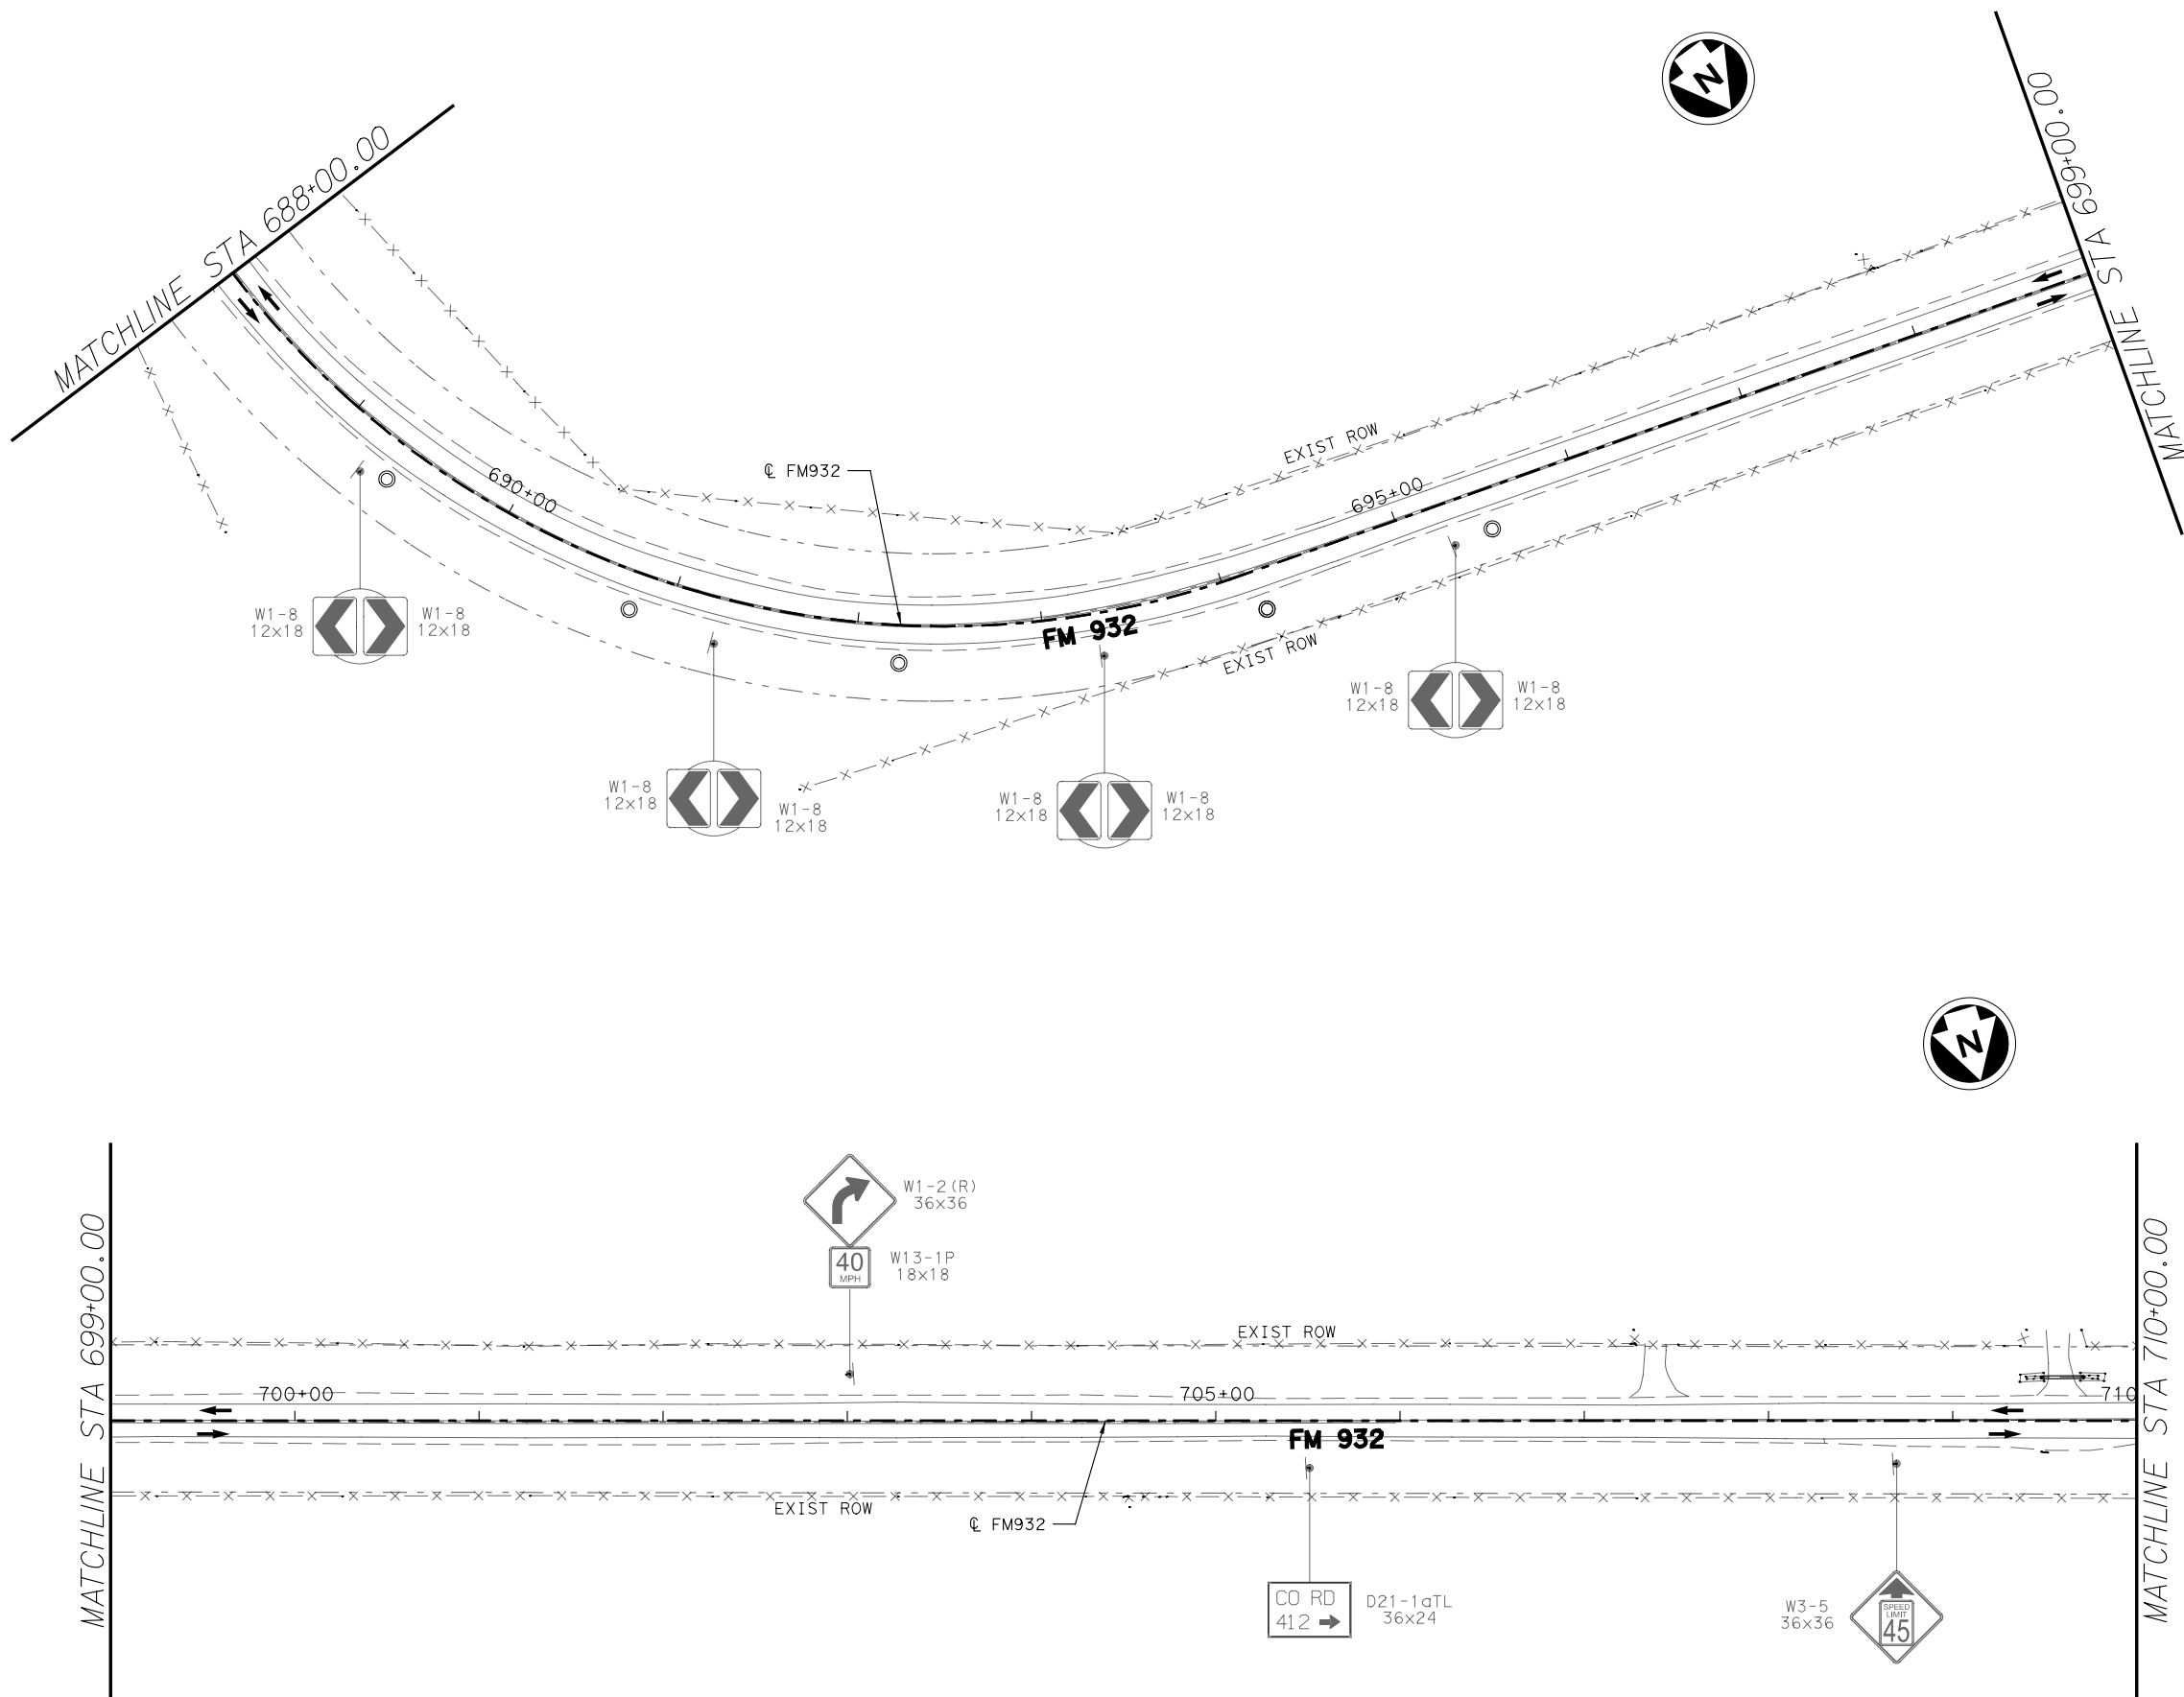 N
MATCHLINE STA 688+00.00
MATCHLINE STA 699+00.00
690+00
℄ FM932
EXIST ROW
695+00
FM 932
EXIST ROW
W1-8
12x18
W1-8
12x18
W1-8
12x18
W1-8
12x18
W1-8
12x18
W1-8
12x18
W1-8
12x18
W1-8
12x18
N
MATCHLINE STA 699+00.00
MATCHLINE STA 710+00.00
W1-2(R)
36x36
40
MPH
W13-1P
18x18
EXIST ROW
700+00
705+00
710
FM 932
EXIST ROW
℄ FM932
CO RD
412
D21-1aTL
36x24
W3-5
36x36
SPEED
LIMIT
45